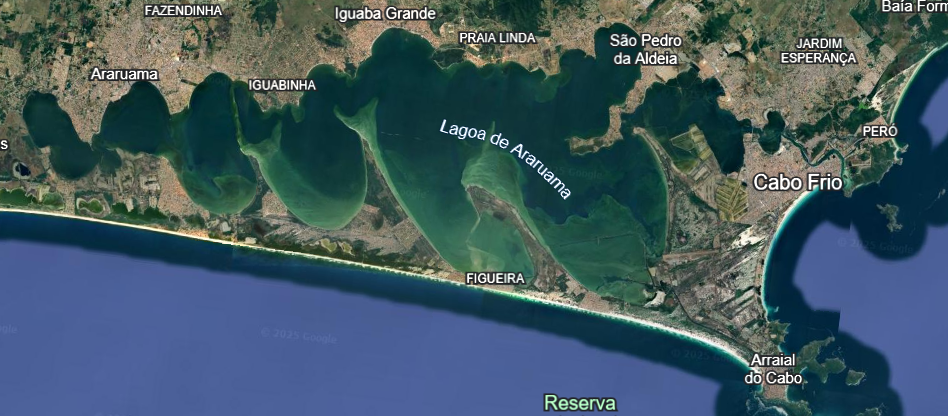 FAZENDINHA
Iguaba Grande
Baía Form
PRAIA LINDA
São Pedro
da Aldeia
JARDIM
ESPERANÇA
Araruama
IGUABINHA
Lagoa de Araruama
PERÓ
s
Cabo Frio
© 2025 Google
FIGUEIRA
© 2025 Google
Arraial
do Cabo
Reserva